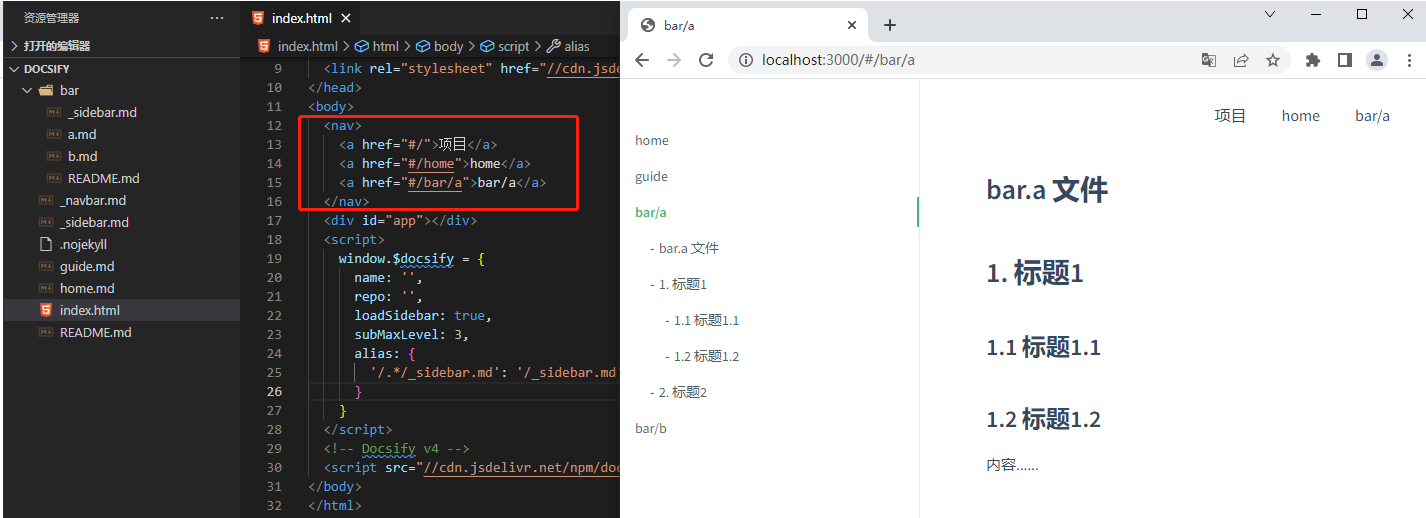 资源管理器
打开的编辑器
DOCSIFY
bar
_sidebar.md
a.md
b.md
README.md
_navbar.md
_sidebar.md
.nojekyll
guide.md
home.md
index.html
README.md
index.html
index.html > html > body > script > alias
9 <link rel="stylesheet" href="//cdn.jsde
10 </head>
11 <body>
12 <nav>
13 <a href="#/">项目</a>
14 <a href="#/home">home</a>
15 <a href="#/bar/a">bar/a</a>
16 </nav>
17 <div id="app"></div>
18 <script>
19 window.$docsify = {
20 name: '',
21 repo: '',
22 loadSidebar: true,
23 subMaxLevel: 3,
24 alias: {
25 '/.*/_sidebar.md': '/_sidebar.md'
26 }
27 }
28 </script>
29 <!-- Docsify v4 -->
30 <script src="//cdn.jsdelivr.net/npm/doc
31 </body>
32 </html>
bar/a
localhost:3000/#/bar/a
项目 home bar/a
home
guide
bar/a
- bar.a 文件
- 1. 标题1
- 1.1 标题1.1
- 1.2 标题1.2
- 2. 标题2
bar/b
bar.a 文件
1. 标题1
1.1 标题1.1
1.2 标题1.2
内容......